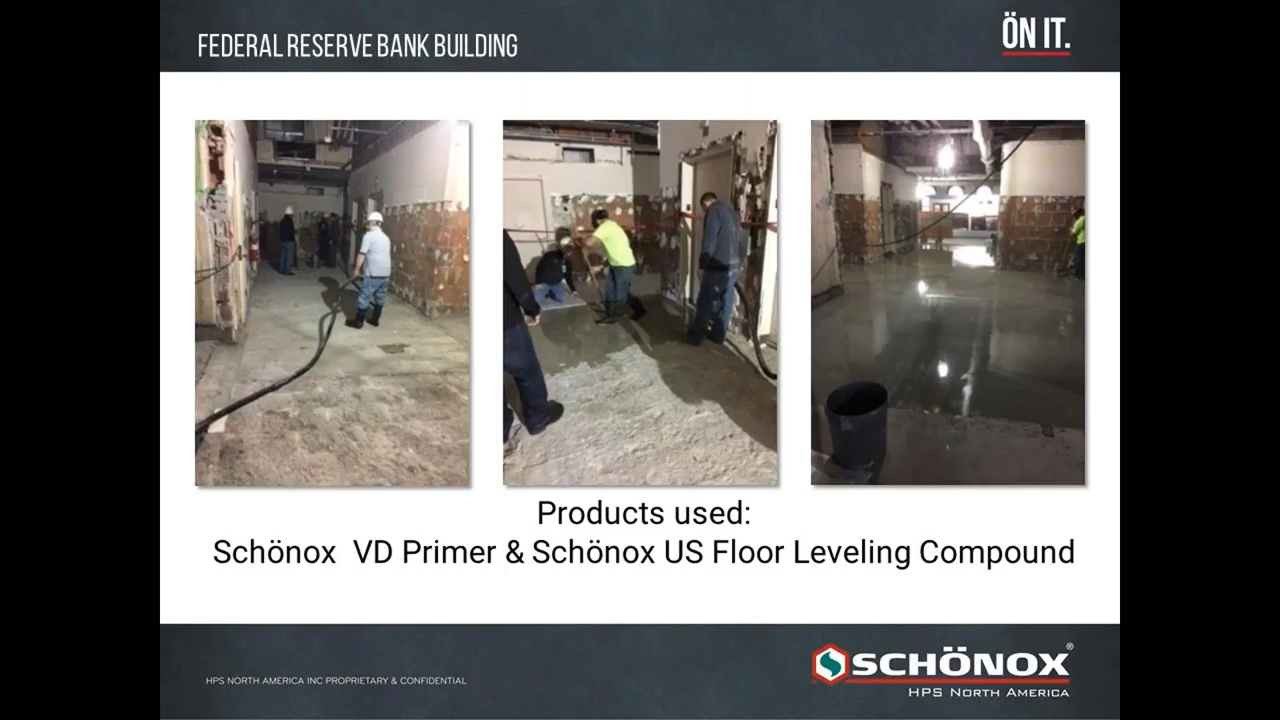 FEDERAL RESERVE BANK BUILDING
ÖN IT.
Products used:
Schönox  VD Primer & Schönox US Floor Leveling Compound
HPS NORTH AMERICA INC PROPRIETARY & CONFIDENTIAL
SCHÖNOX®
HPS NORTH AMERICA